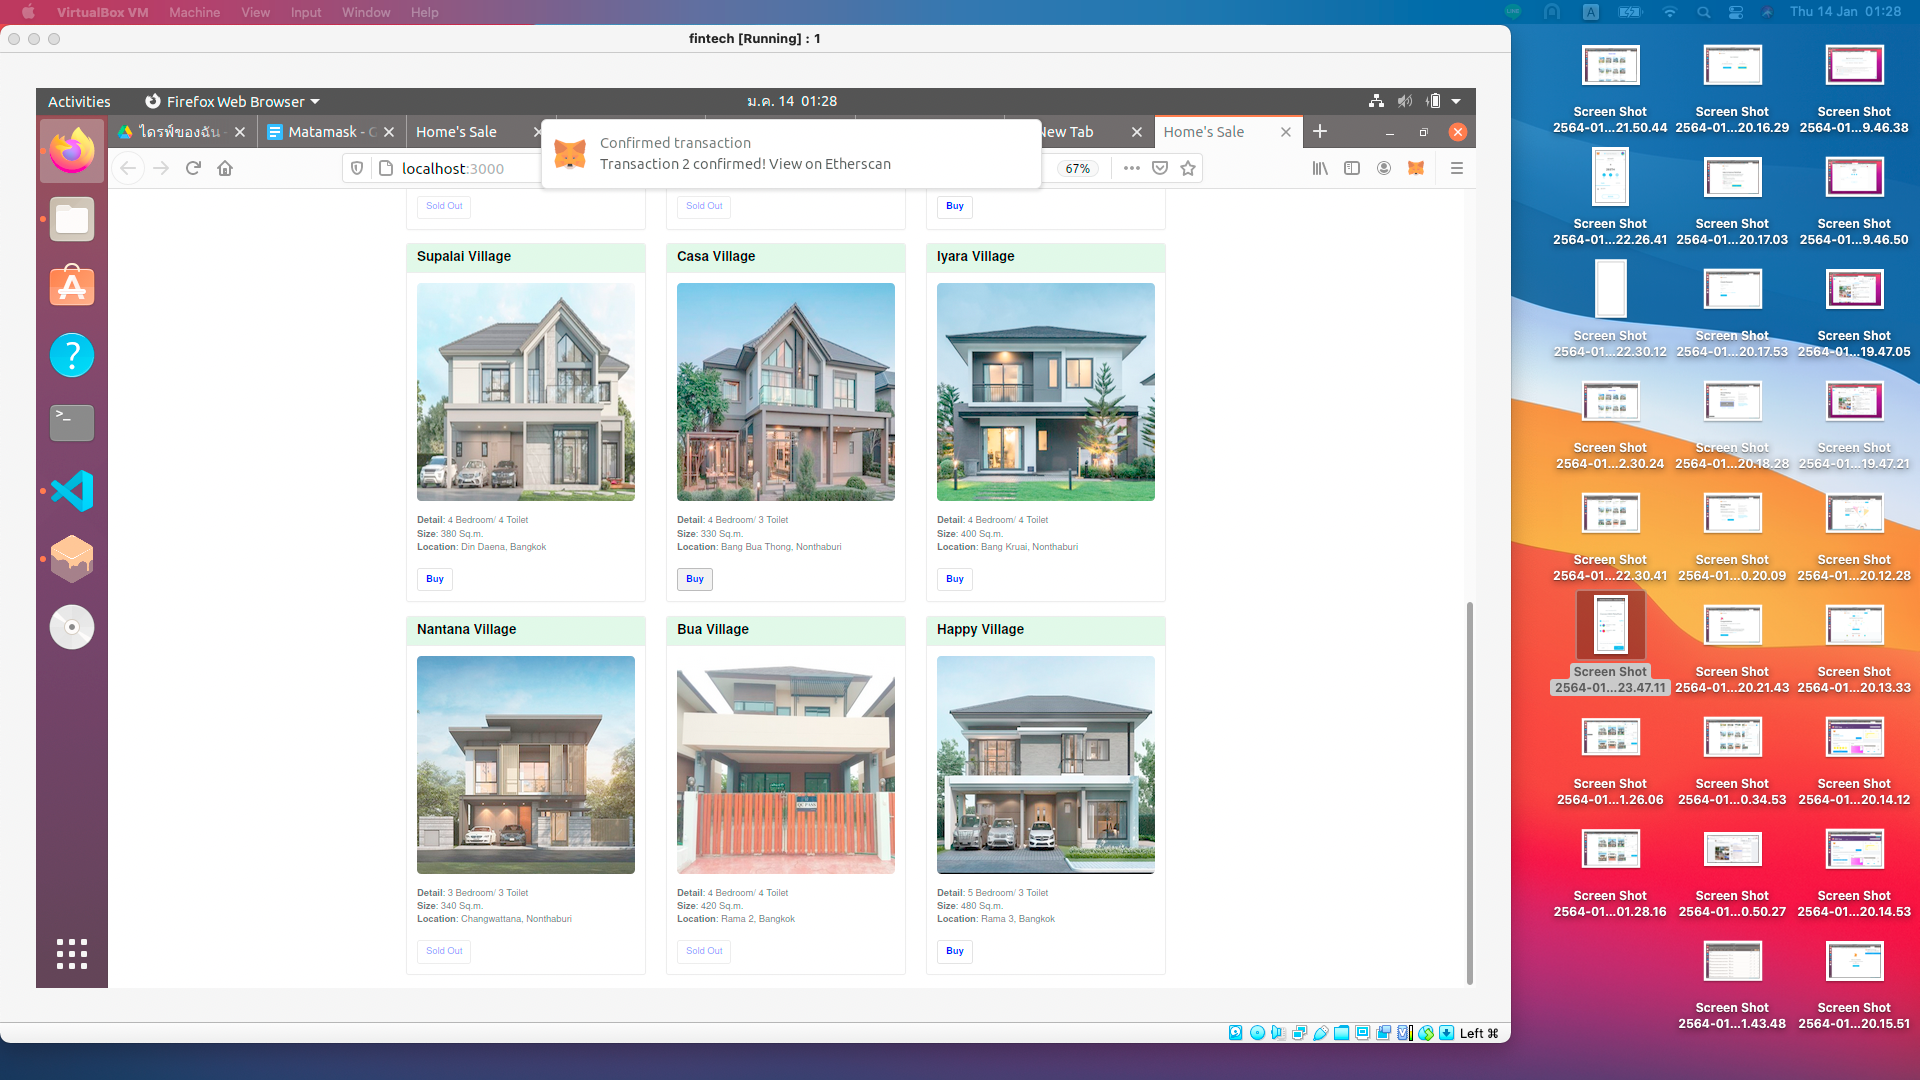 VirtualBox VM Machine View Input Window Help
Thu 14 Jan 01:28
fintech [Running] : 1
Activities
Firefox Web Browser
ม.ค. 14 01:28
ไดรฟ์ของฉัน -
Matamask -
Home's Sale
New Tab
Home's Sale
Confirmed transaction
Transaction 2 confirmed! View on Etherscan
localhost:3000
67%
Sold Out
Sold Out
Buy
Supalai Village
Detail: 4 Bedroom/ 4 Toilet
Size: 380 Sq.m.
Location: Din Daena, Bangkok
Buy
Casa Village
Detail: 4 Bedroom/ 3 Toilet
Size: 330 Sq.m.
Location: Bang Bua Thong, Nonthaburi
Buy
Iyara Village
Detail: 4 Bedroom/ 4 Toilet
Size: 400 Sq.m.
Location: Bang Kruai, Nonthaburi
Buy
Nantana Village
Detail: 3 Bedroom/ 3 Toilet
Size: 340 Sq.m.
Location: Changwattana, Nonthaburi
Sold Out
Bua Village
Detail: 4 Bedroom/ 4 Toilet
Size: 420 Sq.m.
Location: Rama 2, Bangkok
Sold Out
Happy Village
Detail: 5 Bedroom/ 3 Toilet
Size: 480 Sq.m.
Location: Rama 3, Bangkok
Buy
Left ⌘
Screen Shot
2564-01...21.50.44
Screen Shot
2564-01...20.16.29
Screen Shot
2564-01...9.46.38
Screen Shot
2564-01...22.26.41
Screen Shot
2564-01...20.17.03
Screen Shot
2564-01...9.46.50
Screen Shot
2564-01...22.30.12
Screen Shot
2564-01...20.17.53
Screen Shot
2564-01...19.47.05
Screen Shot
2564-01...2.30.24
Screen Shot
2564-01...20.18.28
Screen Shot
2564-01...19.47.21
Screen Shot
2564-01...22.30.41
Screen Shot
2564-01...0.20.09
Screen Shot
2564-01...20.12.28
Screen Shot
2564-01...23.47.11
Screen Shot
2564-01...20.21.43
Screen Shot
2564-01...20.13.33
Screen Shot
2564-01...1.26.06
Screen Shot
2564-01...0.34.53
Screen Shot
2564-01...20.14.12
Screen Shot
2564-01...01.28.16
Screen Shot
2564-01...0.50.27
Screen Shot
2564-01...20.14.53
Screen Shot
2564-01...1.43.48
Screen Shot
2564-01...20.15.51